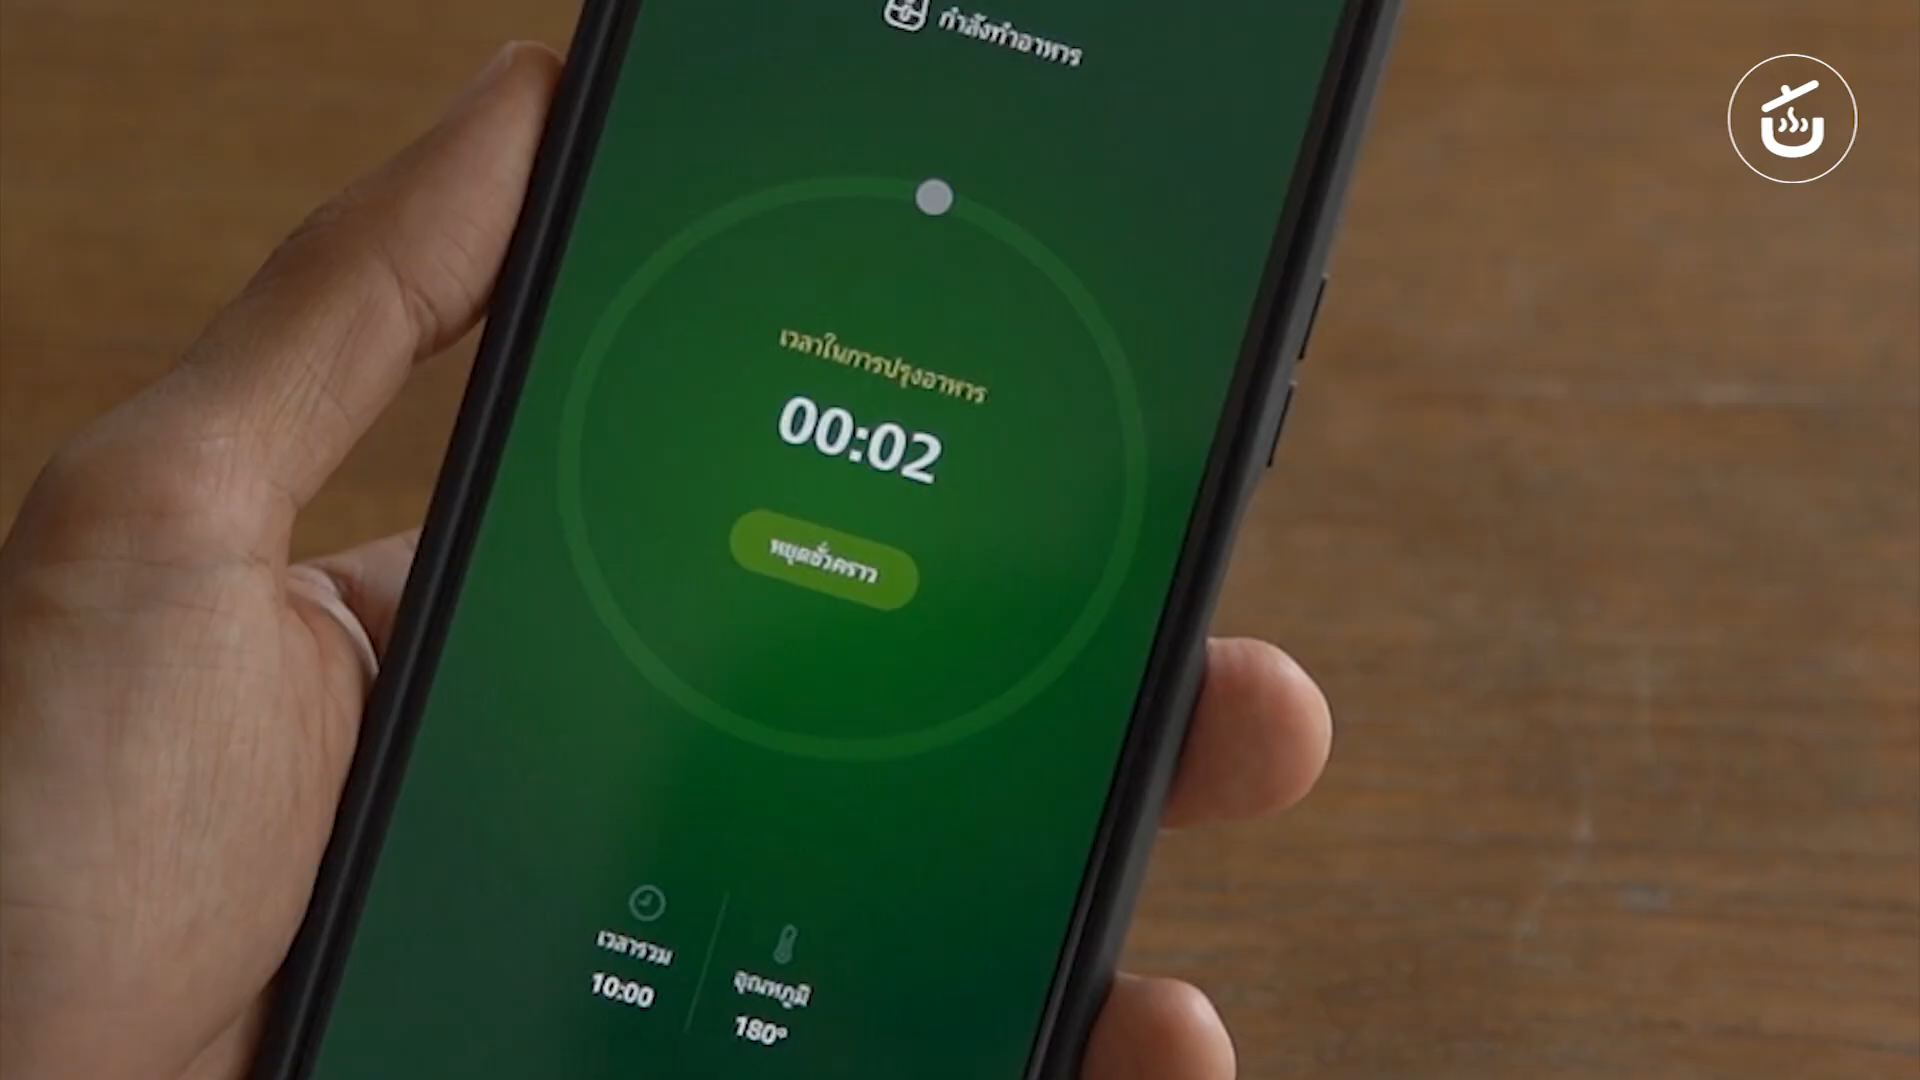 กำลังทำอาหาร
เวลาในการปรุงอาหาร
00:02
หยุดชั่วคราว
เวลารวม
10:00
อุณหภูมิ
180°